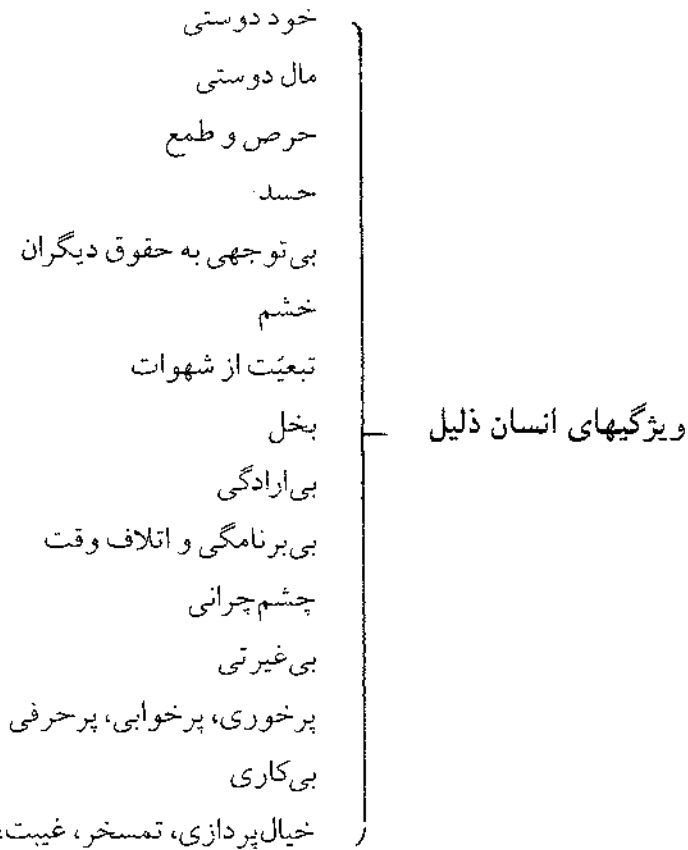 ویژگیهای انسان ذلیل
خود دوستی
مال دوستی
حرص و طمع
حسد
بی‌توجهی به حقوق دیگران
خشم
تبعیّت از شهوات
بخل
بی‌ارادگی
بی‌برنامگی و اتلاف وقت
چشم‌چرانی
بی‌غیرتی
پرخوری، پرخوابی، پرحرفی
بی‌کاری
خیال‌پردازی، تمسخر، غیبت،